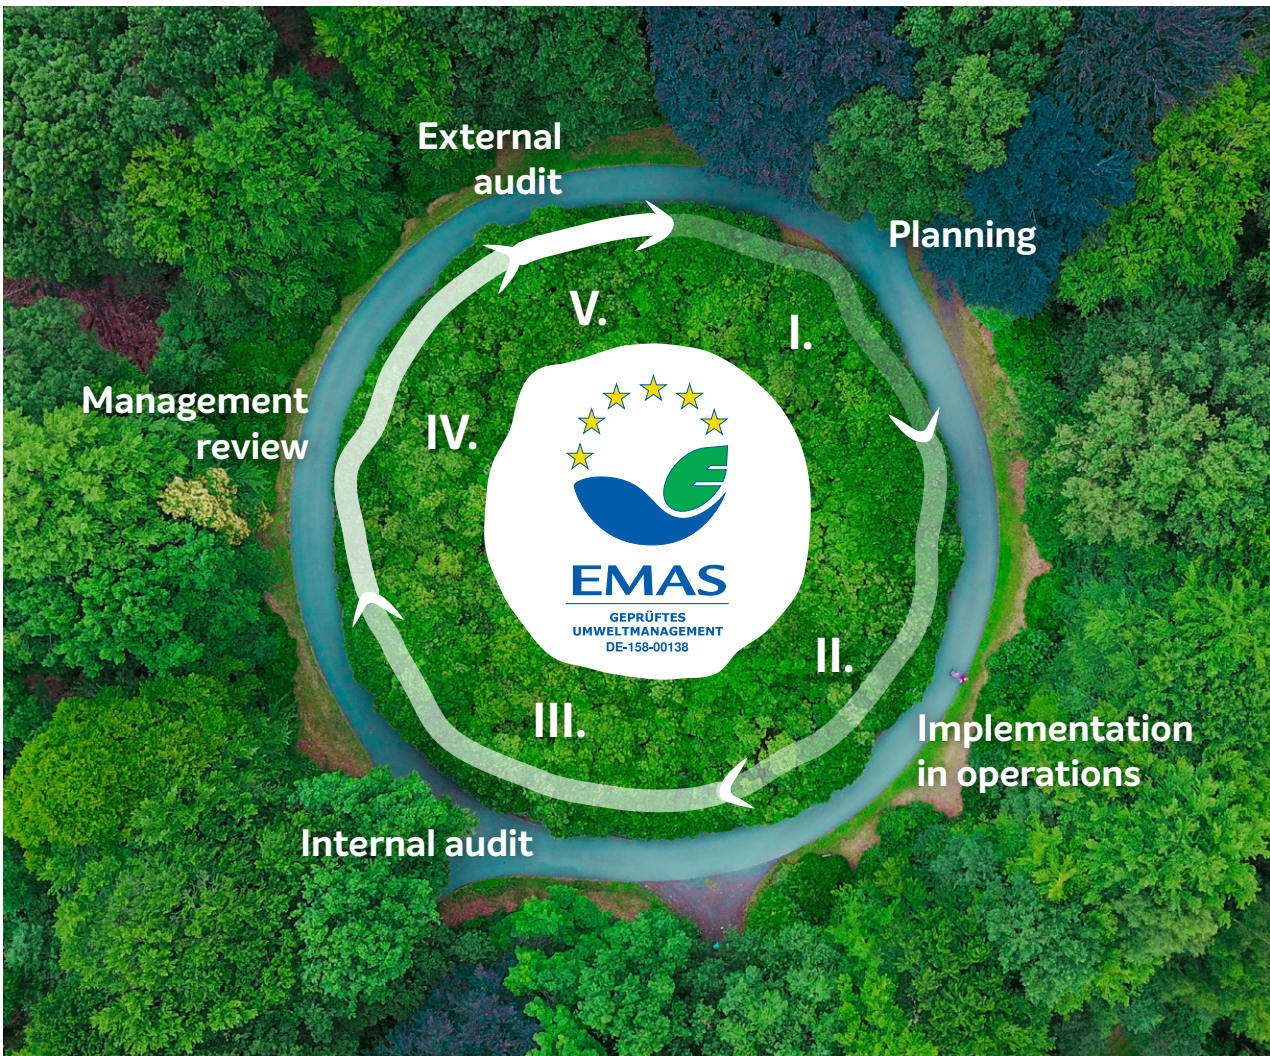 External
audit
Planning
V.
I.
Management
review
IV.
EMAS
GEPRÜFTES
UMWELTMANAGEMENT
DE-158-00138
II.
III.
Implementation
in operations
Internal audit